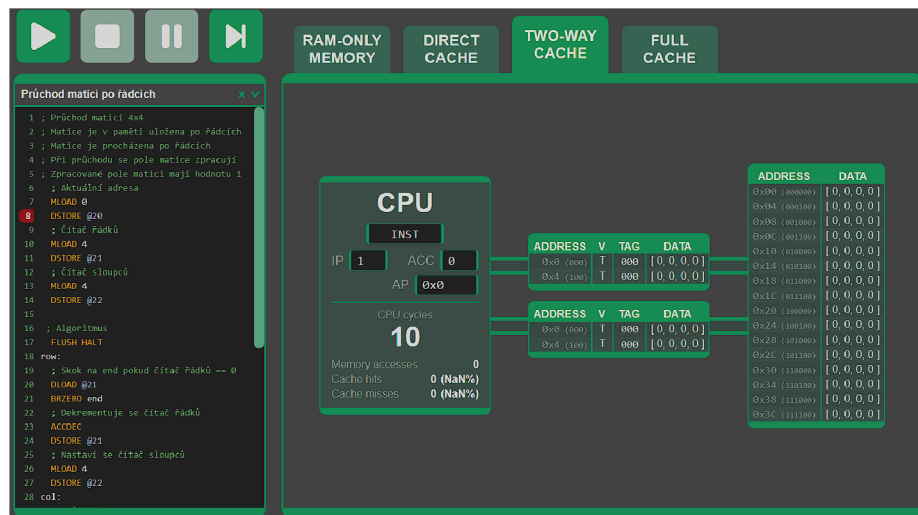 RAM-ONLY MEMORY
DIRECT CACHE
TWO-WAY CACHE
FULL CACHE
Průchod maticí po řádcích x
1 ; Průchod maticí 4x4
2 ; Matice je v paměti uložena po řádcích
3 ; Matice je procházena po řádcích
4 ; Při průchodu se pole matice zpracují
5 ; Zpracované pole maticí mají hodnotu 1
6 ; Aktuální adresa
7 MLOAD 0
8 DSTORE @20
9 ; Čítač řádků
10 MLOAD 4
11 DSTORE @21
12 ; Čítač sloupců
13 MLOAD 4
14 DSTORE @22
15
16 ; Algoritmus
17 FLUSH HALT
18 row:
19 ; Skok na end pokud čítač řádků == 0
20 DLOAD @21
21 BRZERO end
22 ; Dekrementuje se čítač řádků
23 ACCDEC
24 DSTORE @21
25 ; Nastaví se čítač sloupců
26 MLOAD 4
27 DSTORE @22
28 col:
CPU
INST
IP 1 ACC 0
AP 0x0
CPU cycles
10
Memory accesses 0
Cache hits 0 (NaN%)
Cache misses 0 (NaN%)
ADDRESS V TAG DATA
0x0 (000) T 000 [0,0,0,0]
0x4 (100) T 000 [0,0,0,0]
ADDRESS V TAG DATA
0x0 (000) T 000 [0,0,0,0]
0x4 (100) T 000 [0,0,0,0]
ADDRESS DATA
0x00 (000000) [0,0,0,0]
0x04 (000100) [0,0,0,0]
0x08 (001000) [0,0,0,0]
0x0C (001100) [0,0,0,0]
0x10 (010000) [0,0,0,0]
0x14 (010100) [0,0,0,0]
0x18 (011000) [0,0,0,0]
0x1C (011100) [0,0,0,0]
0x20 (100000) [0,0,0,0]
0x24 (100100) [0,0,0,0]
0x28 (101000) [0,0,0,0]
0x2C (101100) [0,0,0,0]
0x30 (110000) [0,0,0,0]
0x34 (110100) [0,0,0,0]
0x38 (111000) [0,0,0,0]
0x3C (111100) [0,0,0,0]